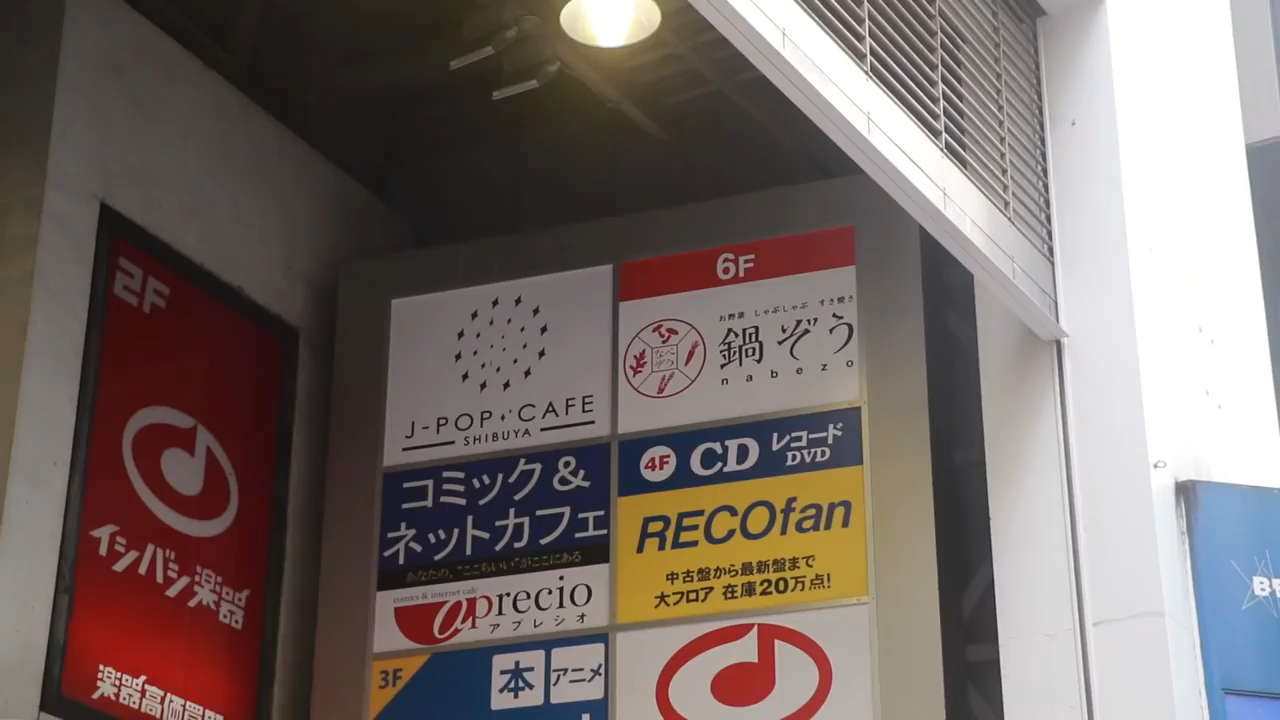 2F
イシバシ楽器
楽器高価買取
J-POP CAFE
SHIBUYA
コミック&
ネットカフェ
あなたの、"ここちいい"がここにある
comics & internet cafe
aprecio
アプレシオ
3F
本
アニメ
6F
お野菜 しゃぶしゃぶ すき焼き
なべ
ぞう
鍋ぞう
nabezo
4F CD レコード
DVD
RECOfan
中古盤から最新盤まで
大フロア 在庫20万点!